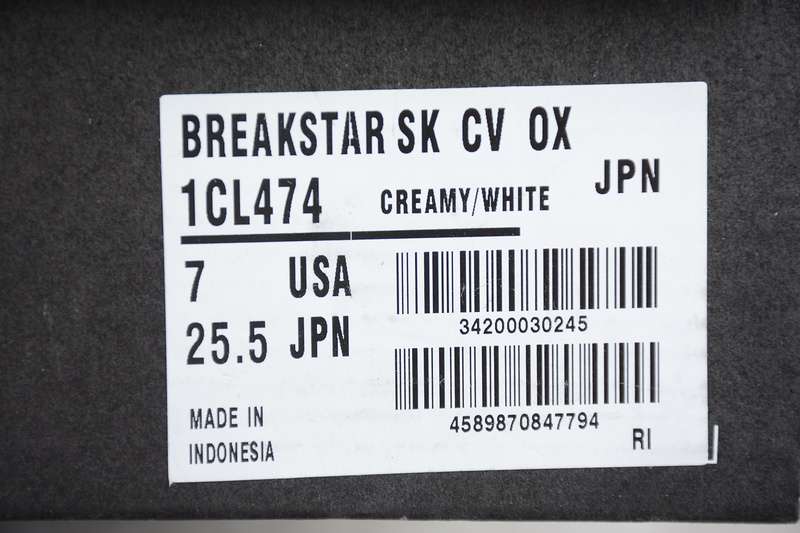 BREAKSTAR SK CV OX
1CL474 CREAMY/WHITE JPN
7 USA
34200030245
25.5 JPN
4589870847794
MADE IN
INDONESIA
RI